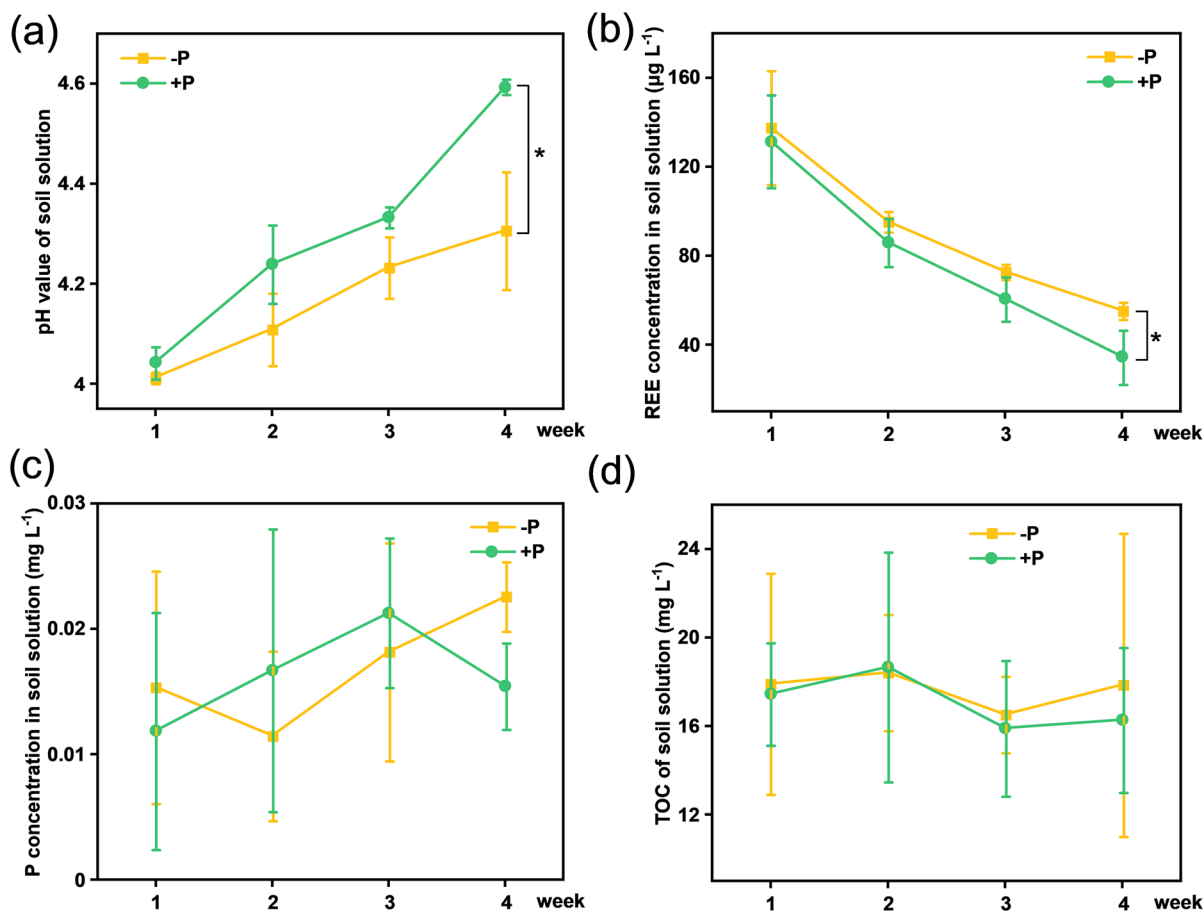 (a)
-P
+P
pH value of soil solution
4.6
4.4
4.2
4
*
1 2 3 4 week
(b)
-P
+P
REE concentration in soil solution (µg L⁻¹)
160
120
80
40
*
1 2 3 4 week
(c)
-P
+P
P concentration in soil solution (mg L⁻¹)
0.03
0.02
0.01
0
1 2 3 4 week
(d)
-P
+P
TOC of soil solution (mg L⁻¹)
24
20
16
12
1 2 3 4 week